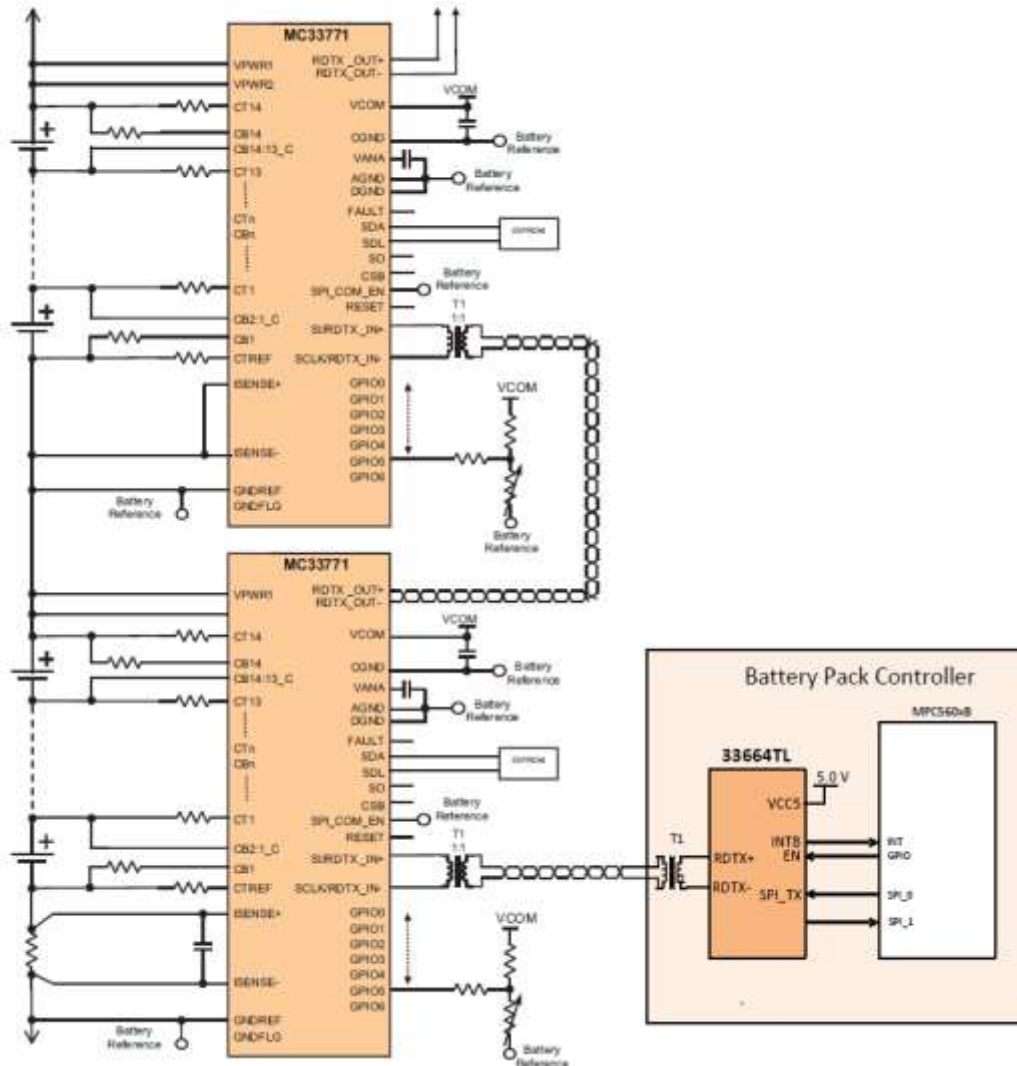 MC33771
VPWR1
VPWR2
CT14
CB14
CB14:13_C
CT13
CTn
CBn
CT1
CB2:1_C
CB1
CTREF
ISENSE+
ISENSE-
GNDREF
GNDFLG
RDTX_OUT+
RDTX_OUT-
VCOM
CGND
VANA
AGND
DGND
FAULT
SDA
SDL
SO
CSB
SPI_COM_EN
RESET
SI/RDTX_IN+
SCLK/RDTX_IN-
GPIO0
GPIO1
GPIO2
GPIO3
GPIO4
GPIO5
GPIO6
VCOM
Battery
Reference
Battery
Reference
Battery
Reference
T1
1:1
VCOM
Battery
Reference
Battery
Reference
MC33771
VPWR1
CT14
CB14
CB14:13_C
CT13
CTn
CBn
CT1
CB2:1_C
CB1
CTREF
ISENSE+
ISENSE-
GNDREF
GNDFLG
RDTX_OUT+
RDTX_OUT-
VCOM
CGND
VANA
AGND
DGND
FAULT
SDA
SDL
SO
CSB
SPI_COM_EN
RESET
SI/RDTX_IN+
SCLK/RDTX_IN-
GPIO0
GPIO1
GPIO2
GPIO3
GPIO4
GPIO5
GPIO6
VCOM
Battery
Reference
Battery
Reference
Battery
Reference
T1
1:1
VCOM
Battery
Reference
Battery
Reference
Battery Pack Controller
MPC560xB
33664TL
5.0 V
VCC5
T1
RDTX+
RDTX-
INTB
EN
SPI_TX
INT
GPIO
SPI_0
SPI_1